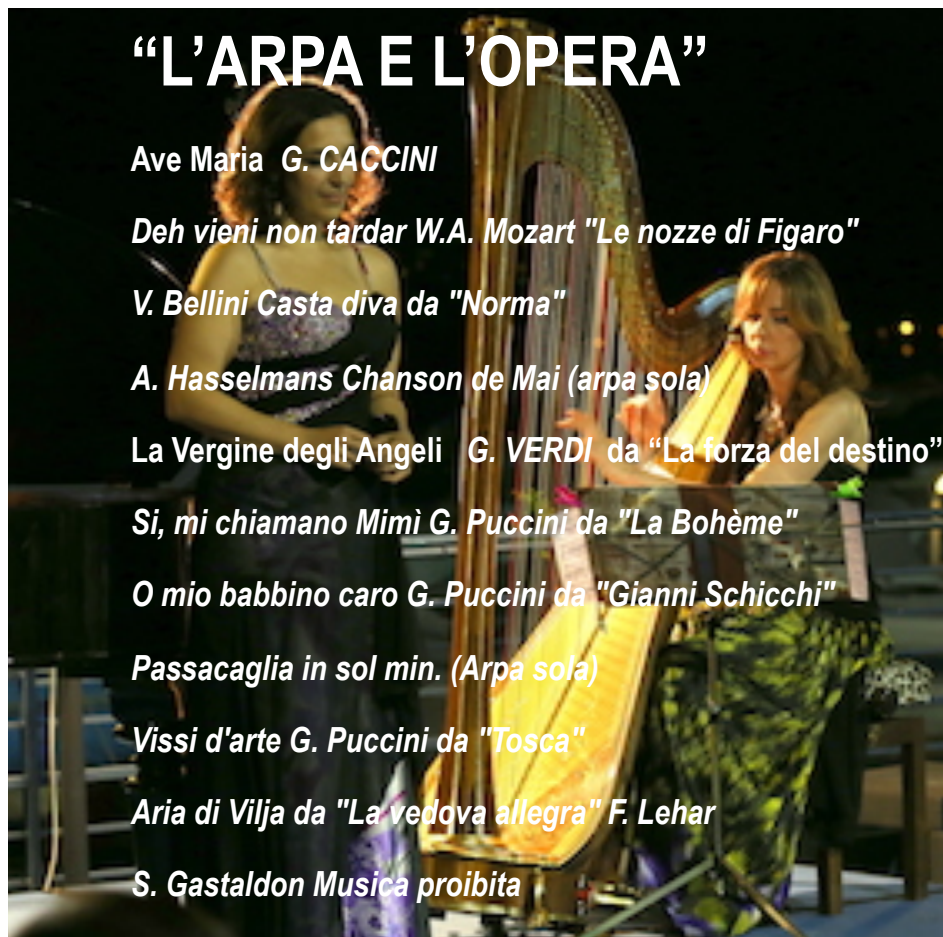 “L’ARPA E L’OPERA”
Ave Maria G. CACCINI
Deh vieni non tardar W.A. Mozart "Le nozze di Figaro"
V. Bellini Casta diva da "Norma"
A. Hasselmans Chanson de Mai (arpa sola)
La Vergine degli Angeli G. VERDI da “La forza del destino”
Si, mi chiamano Mimì G. Puccini da "La Bohème"
O mio babbino caro G. Puccini da "Gianni Schicchi"
Passacaglia in sol min. (Arpa sola)
Vissi d'arte G. Puccini da "Tosca"
Aria di Vilja da "La vedova allegra" F. Lehar
S. Gastaldon Musica proibita